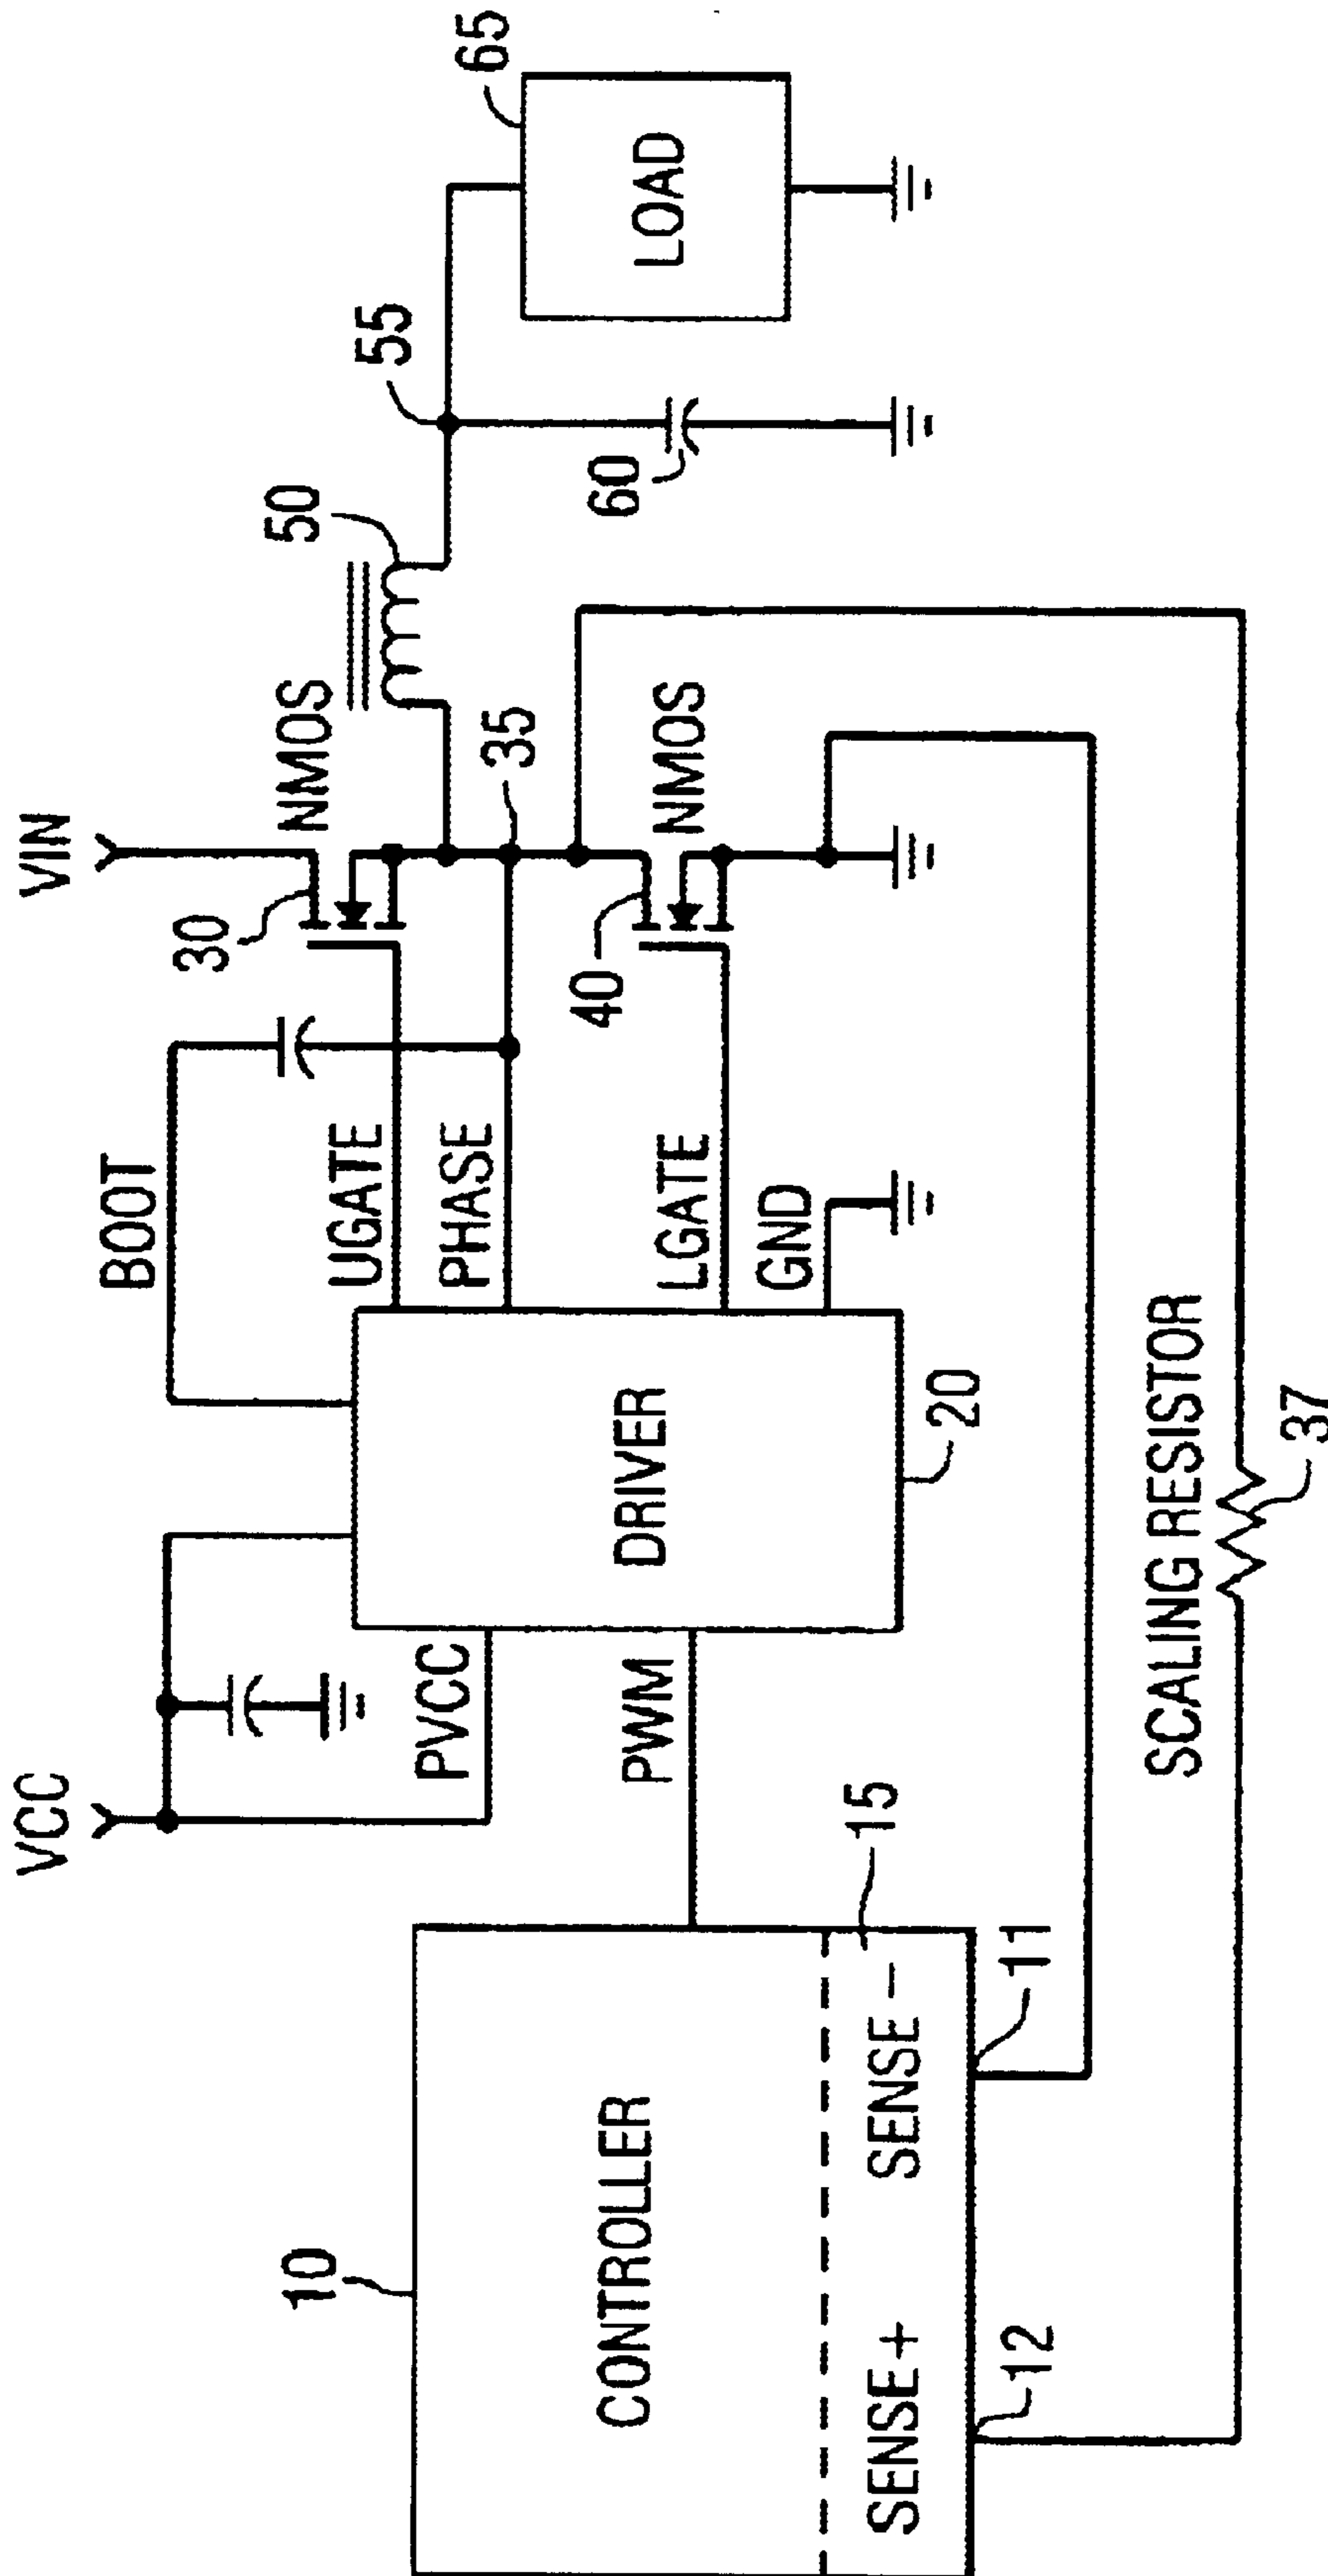 VCC
VIN
BOOT
NMOS
30
50
55
65
UGATE
PHASE
35
LOAD
10
PVCC
PWM
DRIVER
LGATE
GND
40
NMOS
60
CONTROLLER
20
15
SENSE+
SENSE-
12
11
SCALING RESISTOR
37